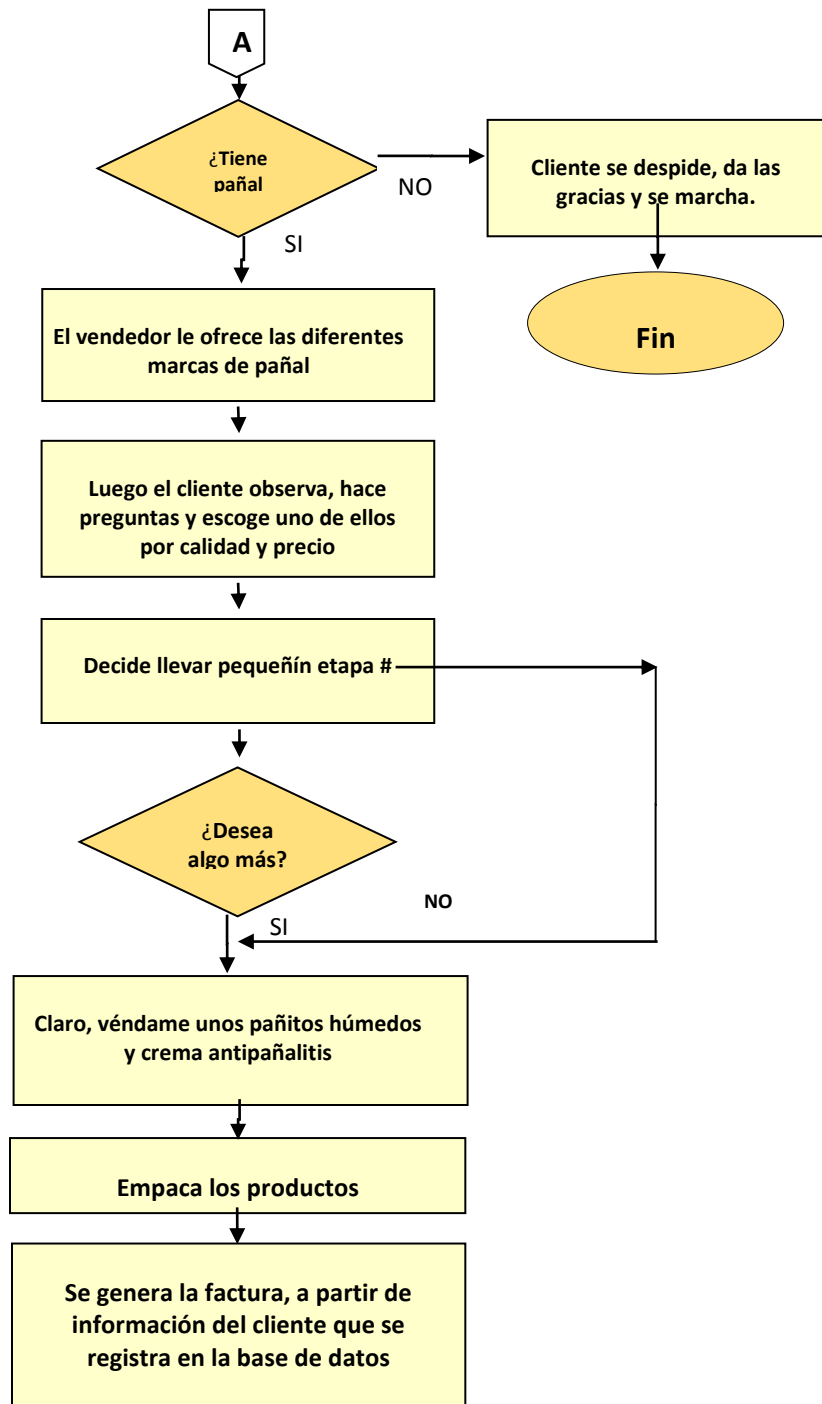 A
¿Tiene
pañal
NO
Cliente se despide, da las
gracias y se marcha.
SI
Fin
El vendedor le ofrece las diferentes
marcas de pañal
Luego el cliente observa, hace
preguntas y escoge uno de ellos
por calidad y precio
Decide llevar pequeñín etapa #
¿Desea
algo más?
NO
SI
Claro, véndame unos pañitos húmedos
y crema antipañalitis
Empaca los productos
Se genera la factura, a partir de
información del cliente que se
registra en la base de datos